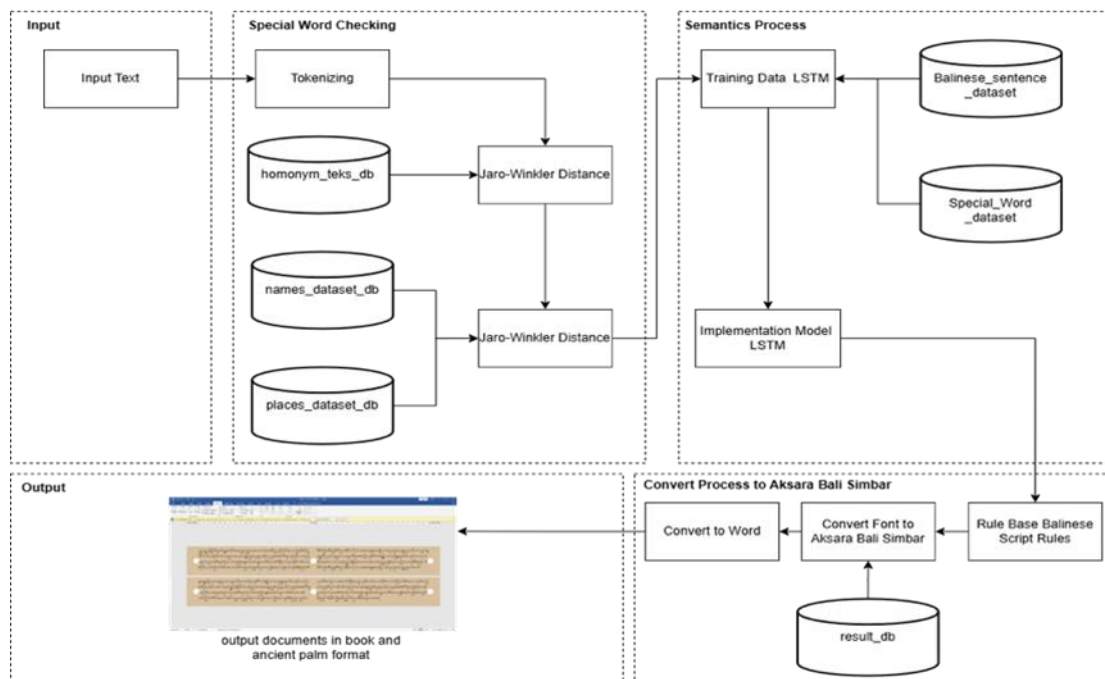 Input
Input Text
Special Word Checking
Tokenizing
homonym_teks_db
Jaro-Winkler Distance
names_dataset_db
Jaro-Winkler Distance
places_dataset_db
Semantics Process
Training Data LSTM
Balinese_sentence
_dataset
Special_Word
_dataset
Implementation Model
LSTM
Convert Process to Aksara Bali Simbar
Rule Base Balinese
Script Rules
Convert Font to
Aksara Bali Simbar
Convert to Word
result_db
Output
output documents in book and
ancient palm format